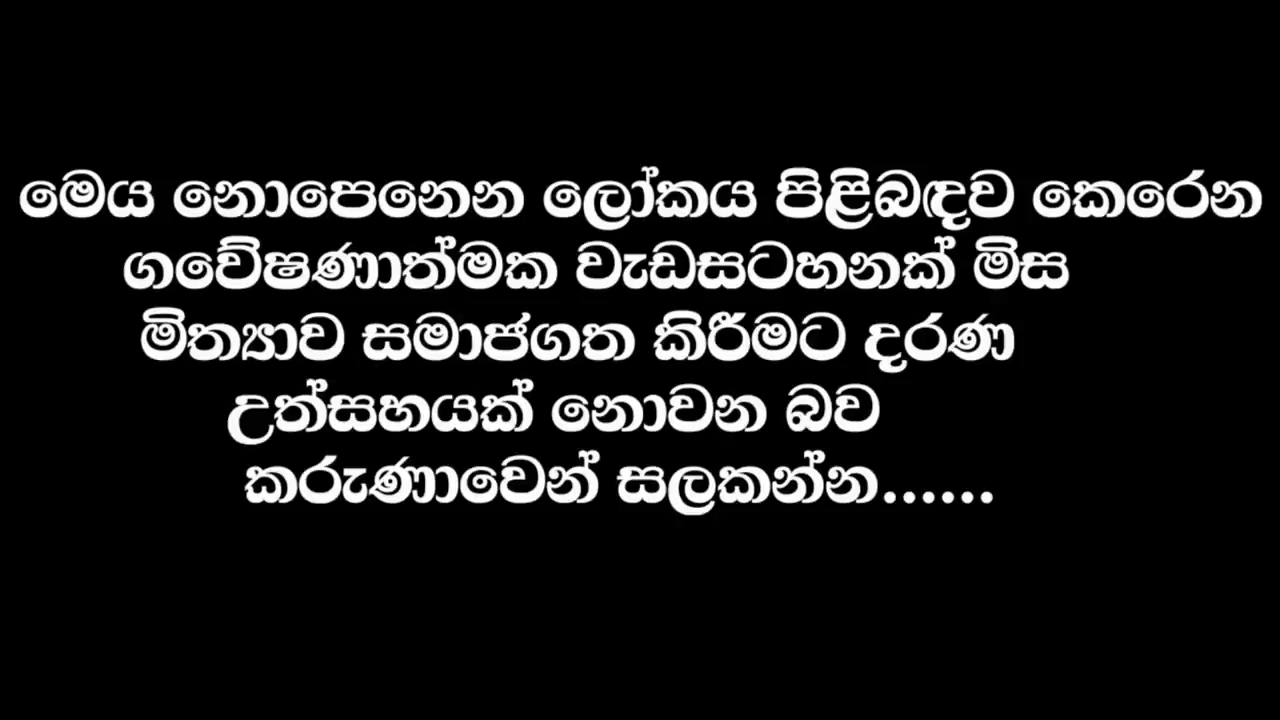 මෙය නොපෙනෙන ලෝකය පිළිබඳව කෙරෙන
ගවේෂණාත්මක වැඩසටහනක් මිස
මිත්‍යාව සමාජගත කිරීමට දරණ
උත්සහයක් නොවන බව
කරුණාවෙන් සලකන්න......